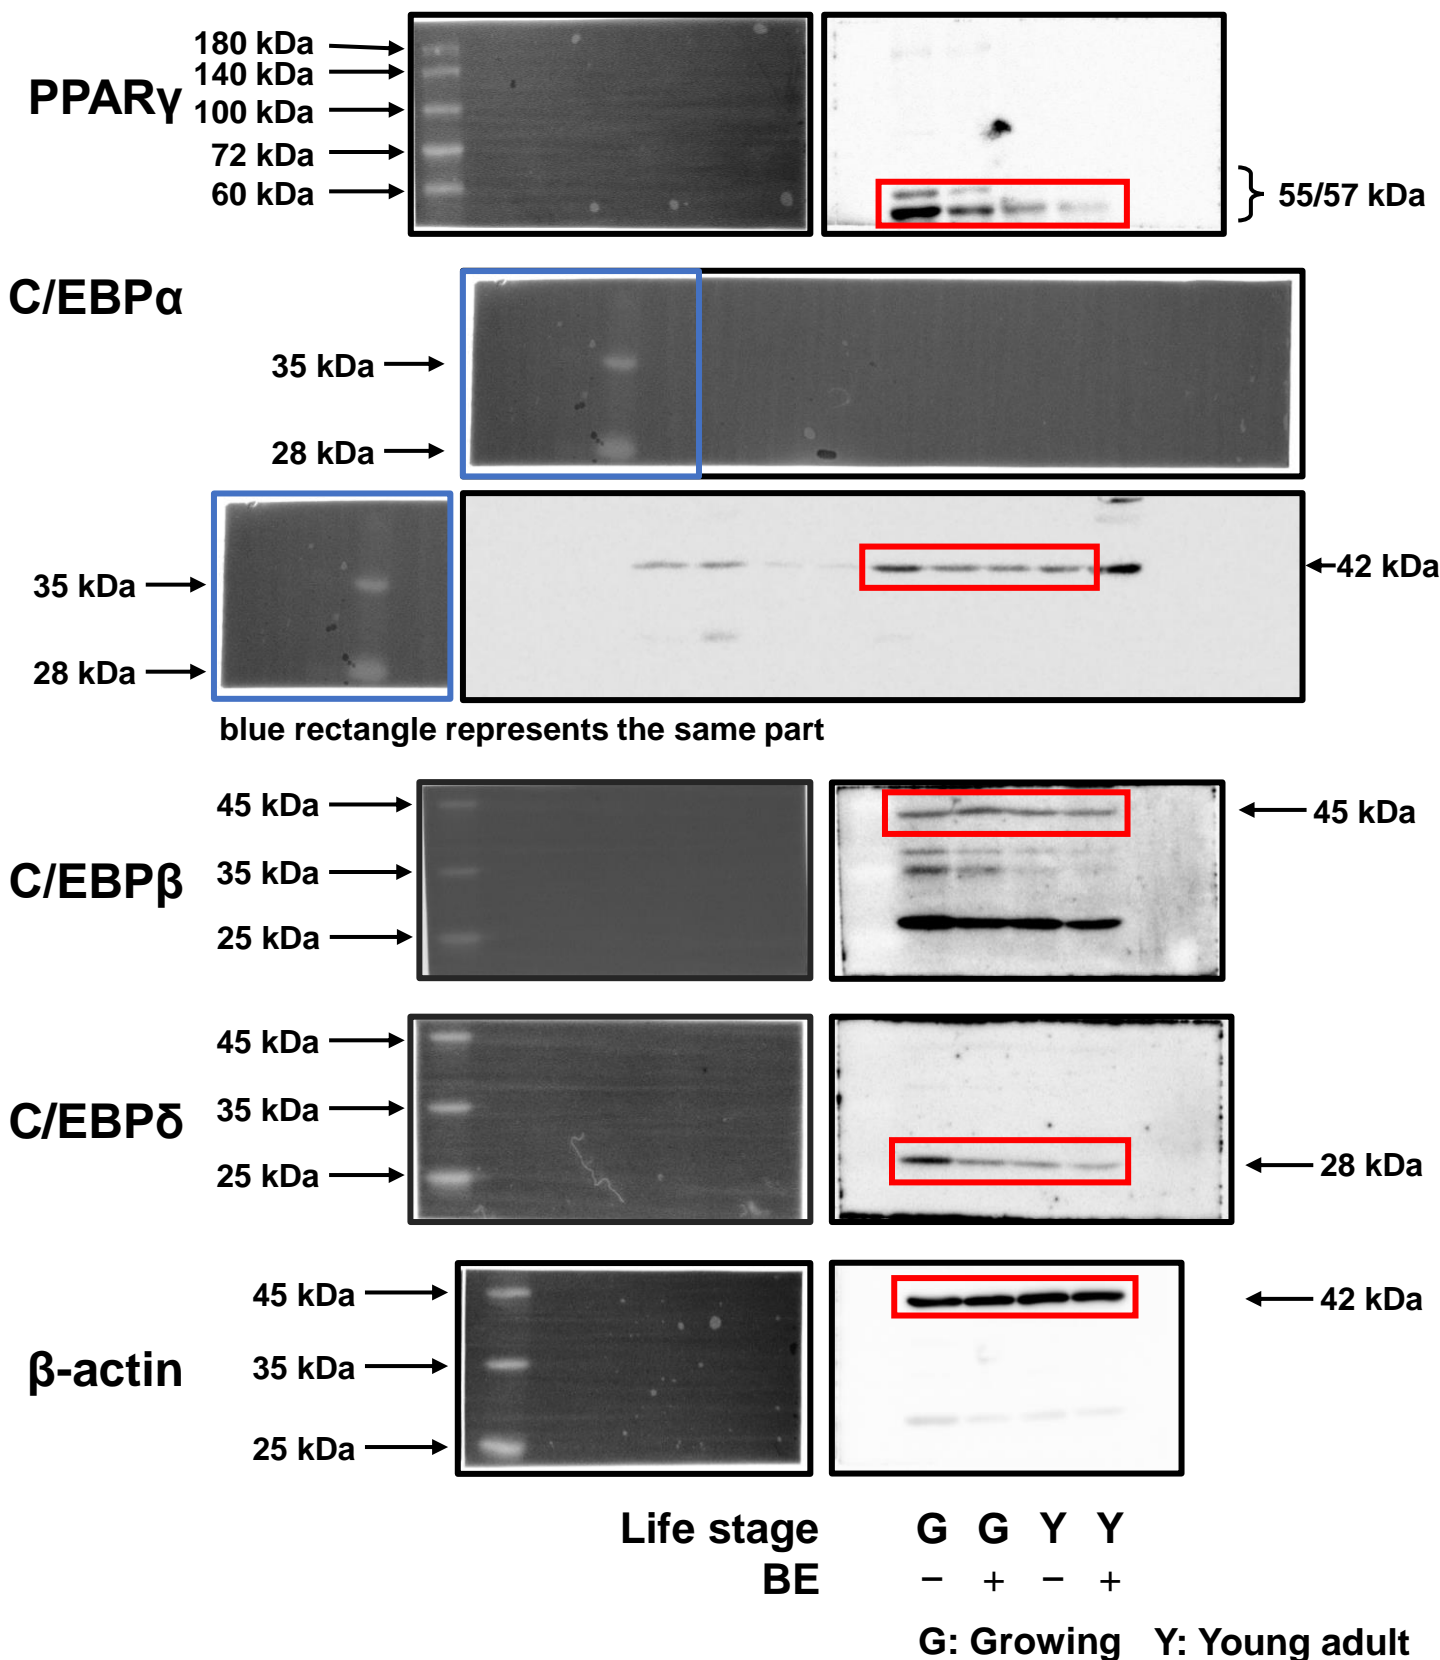 PPARγ
180 kDa
140 kDa
100 kDa
72 kDa
60 kDa
55/57 kDa
C/EBPα
35 kDa
28 kDa
35 kDa
28 kDa
42 kDa
blue rectangle represents the same part
C/EBPβ
45 kDa
35 kDa
25 kDa
45 kDa
C/EBPδ
45 kDa
35 kDa
25 kDa
28 kDa
β-actin
45 kDa
35 kDa
25 kDa
42 kDa
Life stage G G Y Y
BE − + − +
G: Growing Y: Young adult